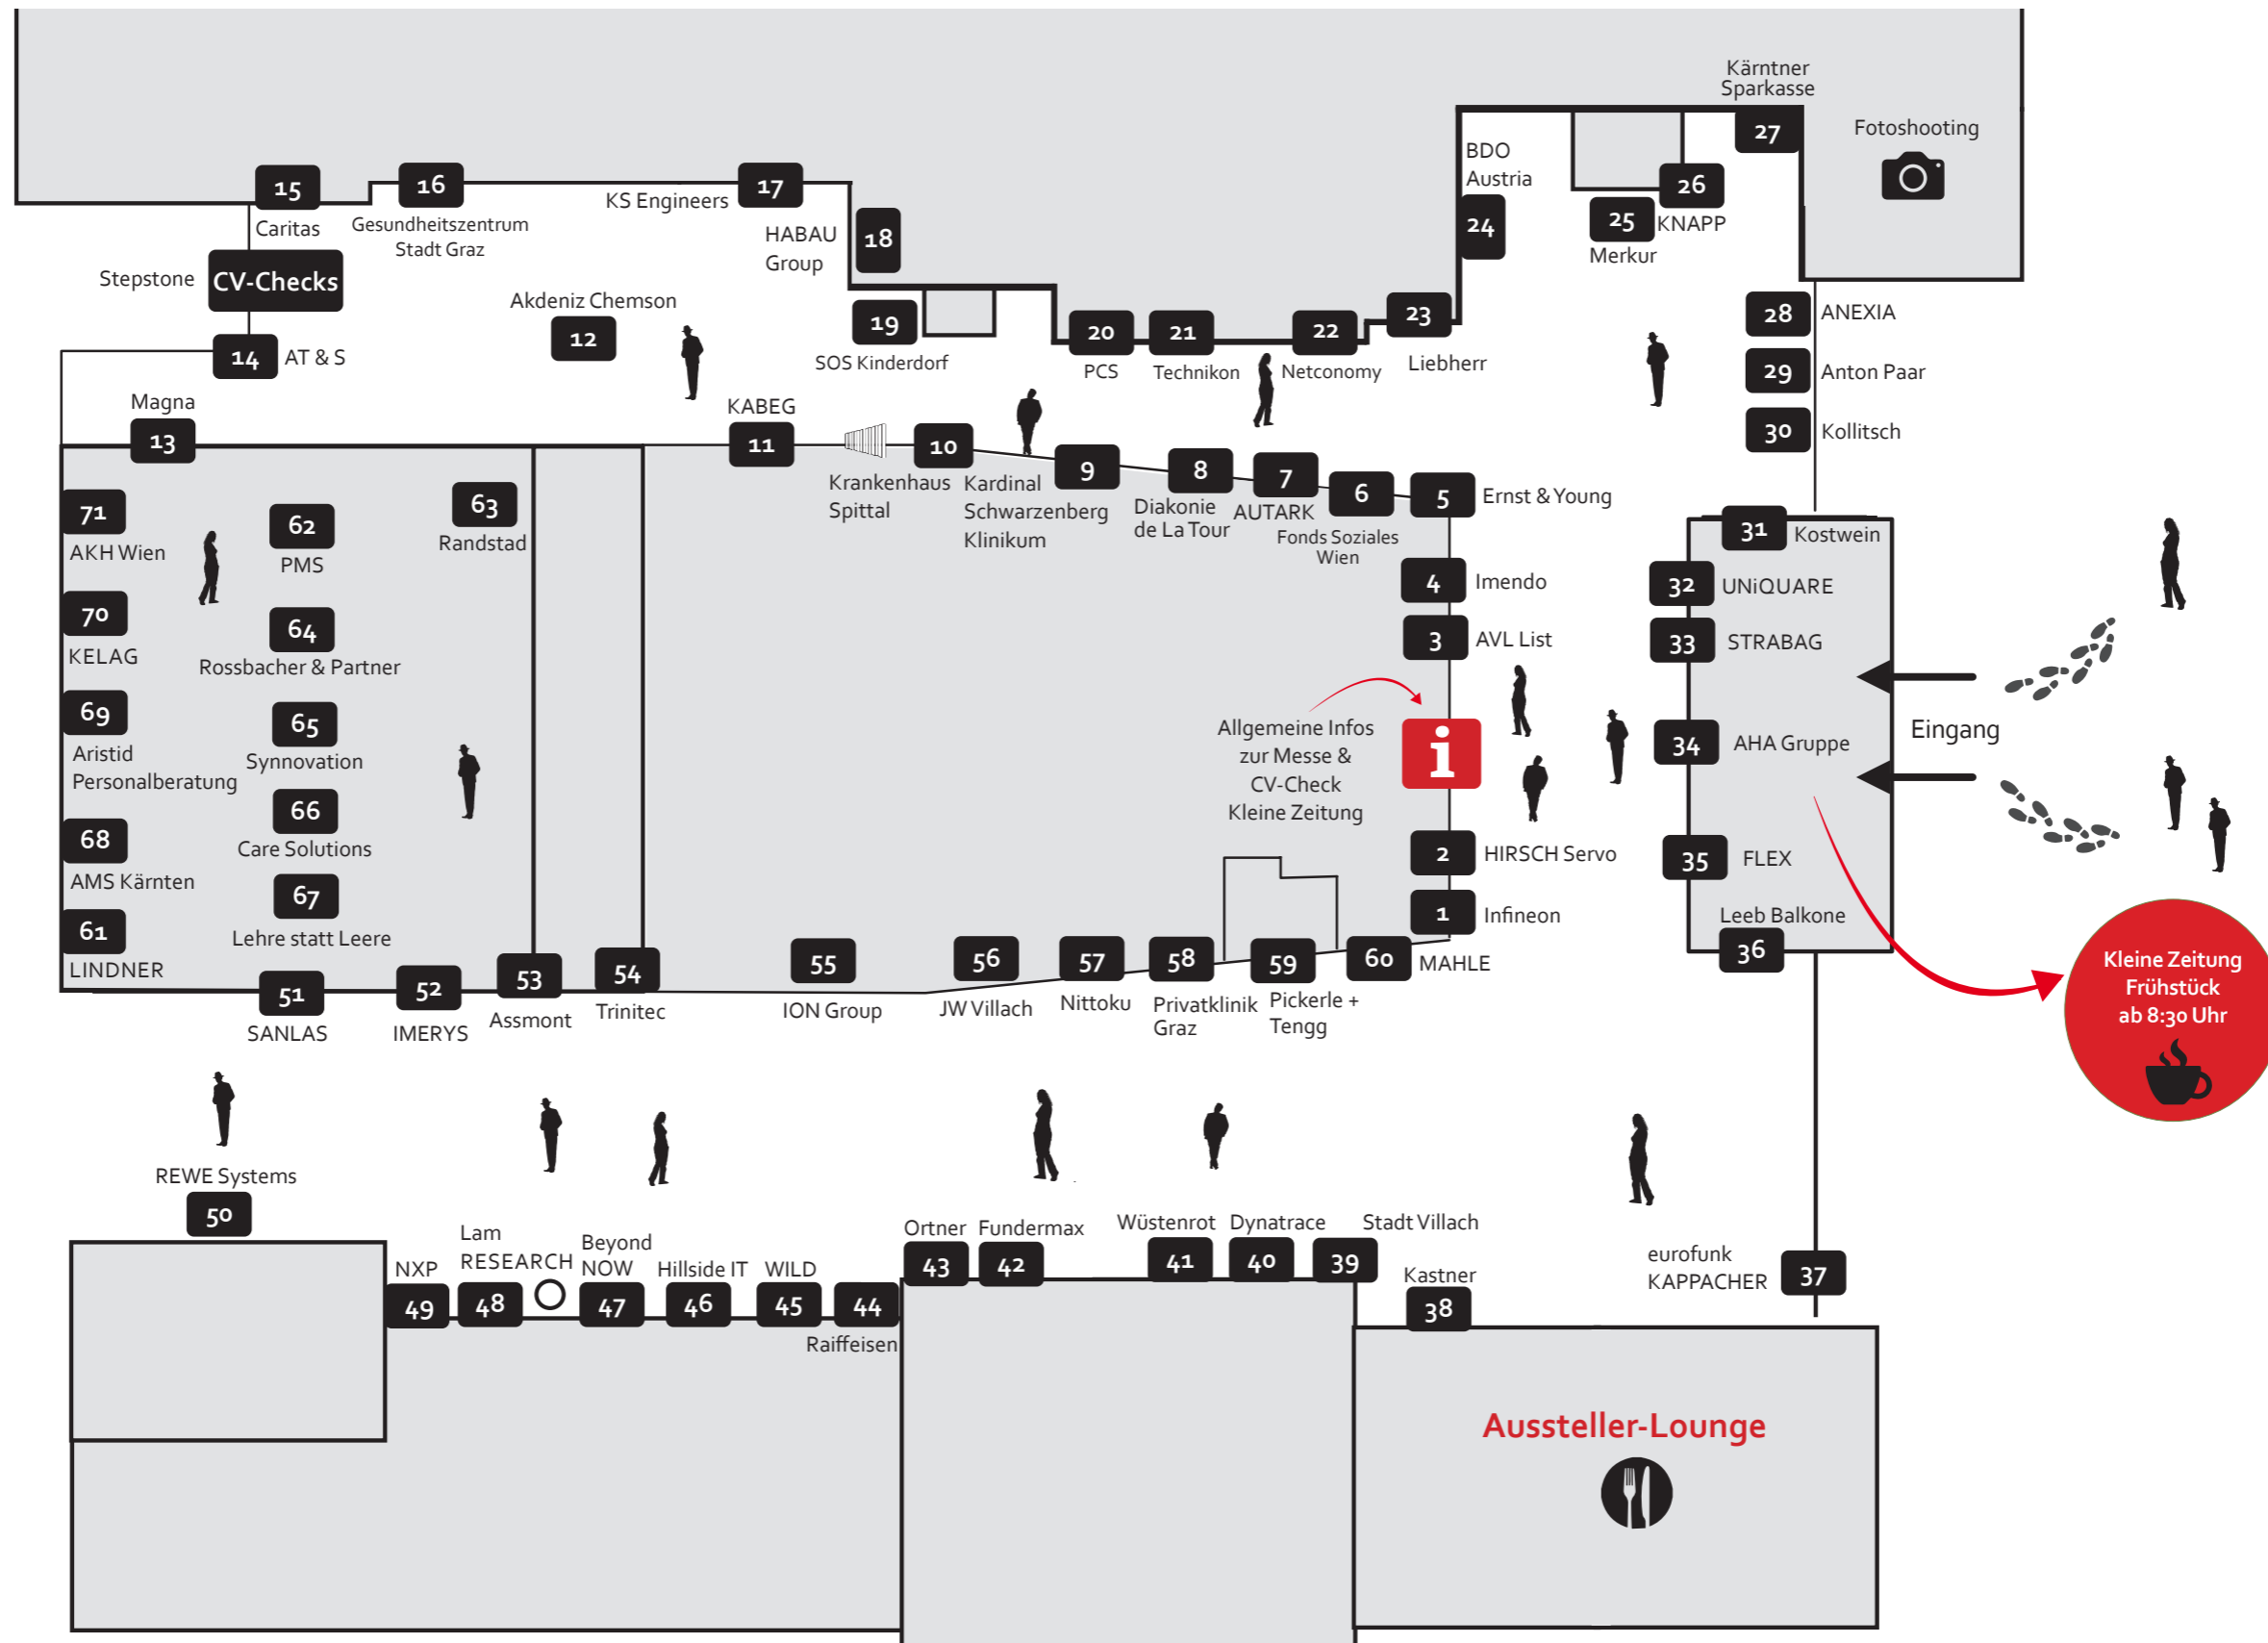 Kärntner
Sparkasse
27
Fotoshooting
BDO
Austria
24
26
KNAPP
25
Merkur
15
Caritas
16
Gesundheitszentrum
Stadt Graz
KS Engineers
17
HABAU
Group
18
Stepstone
CV-Checks
14
AT & S
Akdeniz Chemson
12
19
SOS Kinderdorf
20
PCS
21
Technikon
22
Netconomy
23
Liebherr
28
ANEXIA
29
Anton Paar
30
Kollitsch
Magna
13
KABEG
11
10
Krankenhaus
Spittal
9
Kardinal
Schwarzenberg
Klinikum
8
Diakonie
de La Tour
7
AUTARK
6
Fonds Soziales
Wien
5
Ernst & Young
4
Imendo
3
AVL List
Allgemeine Infos
zur Messe &
CV-Check
Kleine Zeitung
i
2
HIRSCH Servo
1
Infineon
31
Kostwein
32
UNiQUARE
33
STRABAG
34
AHA Gruppe
Eingang
35
FLEX
Leeb Balkone
36
Kleine Zeitung
Frühstück
ab 8:30 Uhr
71
AKH Wien
62
PMS
63
Randstad
70
KELAG
64
Rossbacher & Partner
69
Aristid
Personalberatung
65
Synnovation
66
Care Solutions
68
AMS Kärnten
67
Lehre statt Leere
61
LINDNER
51
SANLAS
52
IMERYS
53
Assmont
54
Trinitec
55
ION Group
56
JW Villach
57
Nittoku
58
Privatklinik
Graz
59
Pickerle +
Tengg
60
MAHLE
REWE Systems
50
NXP
49
Lam
RESEARCH
48
Beyond
NOW
47
Hillside IT
46
WILD
45
44
Raiffeisen
Ortner
43
Fundermax
42
Wüstenrot
41
Dynatrace
40
Stadt Villach
39
Kastner
38
eurofunk
KAPPACHER
37
Aussteller-Lounge